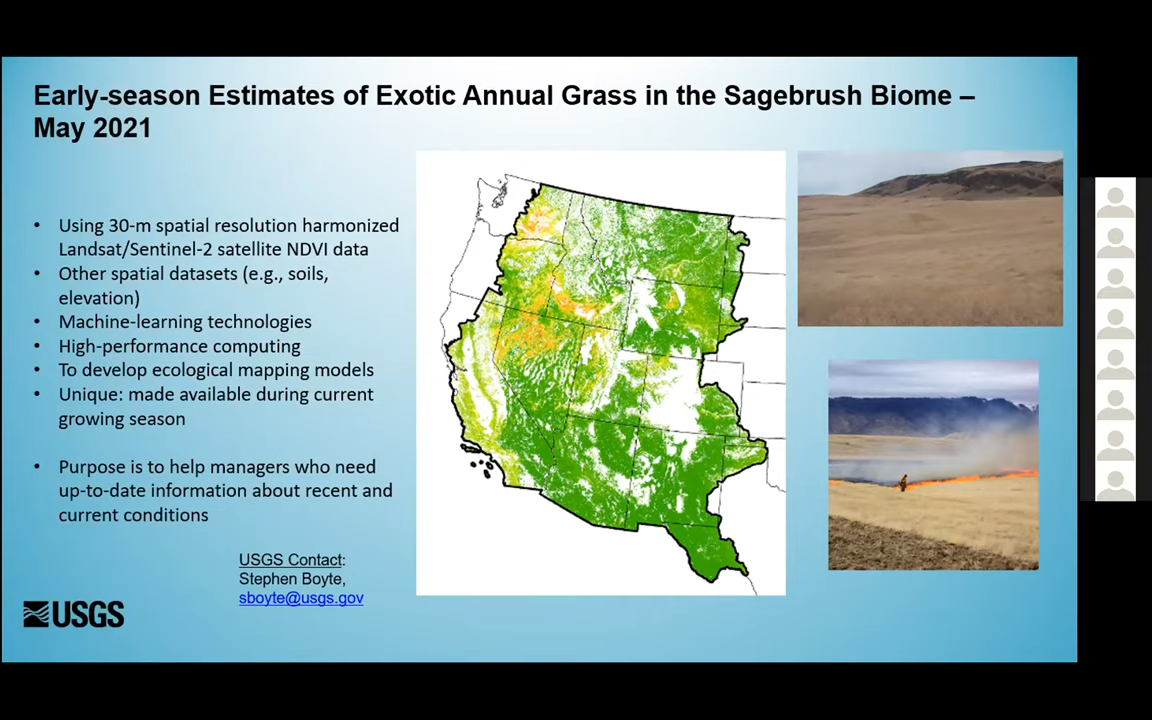 Early-season Estimates of Exotic Annual Grass in the Sagebrush Biome –
May 2021
• Using 30-m spatial resolution harmonized
Landsat/Sentinel-2 satellite NDVI data
• Other spatial datasets (e.g., soils,
elevation)
• Machine-learning technologies
• High-performance computing
• To develop ecological mapping models
• Unique: made available during current
growing season
• Purpose is to help managers who need
up-to-date information about recent and
current conditions
USGS Contact:
Stephen Boyte,
sboyte@usgs.gov
USGS